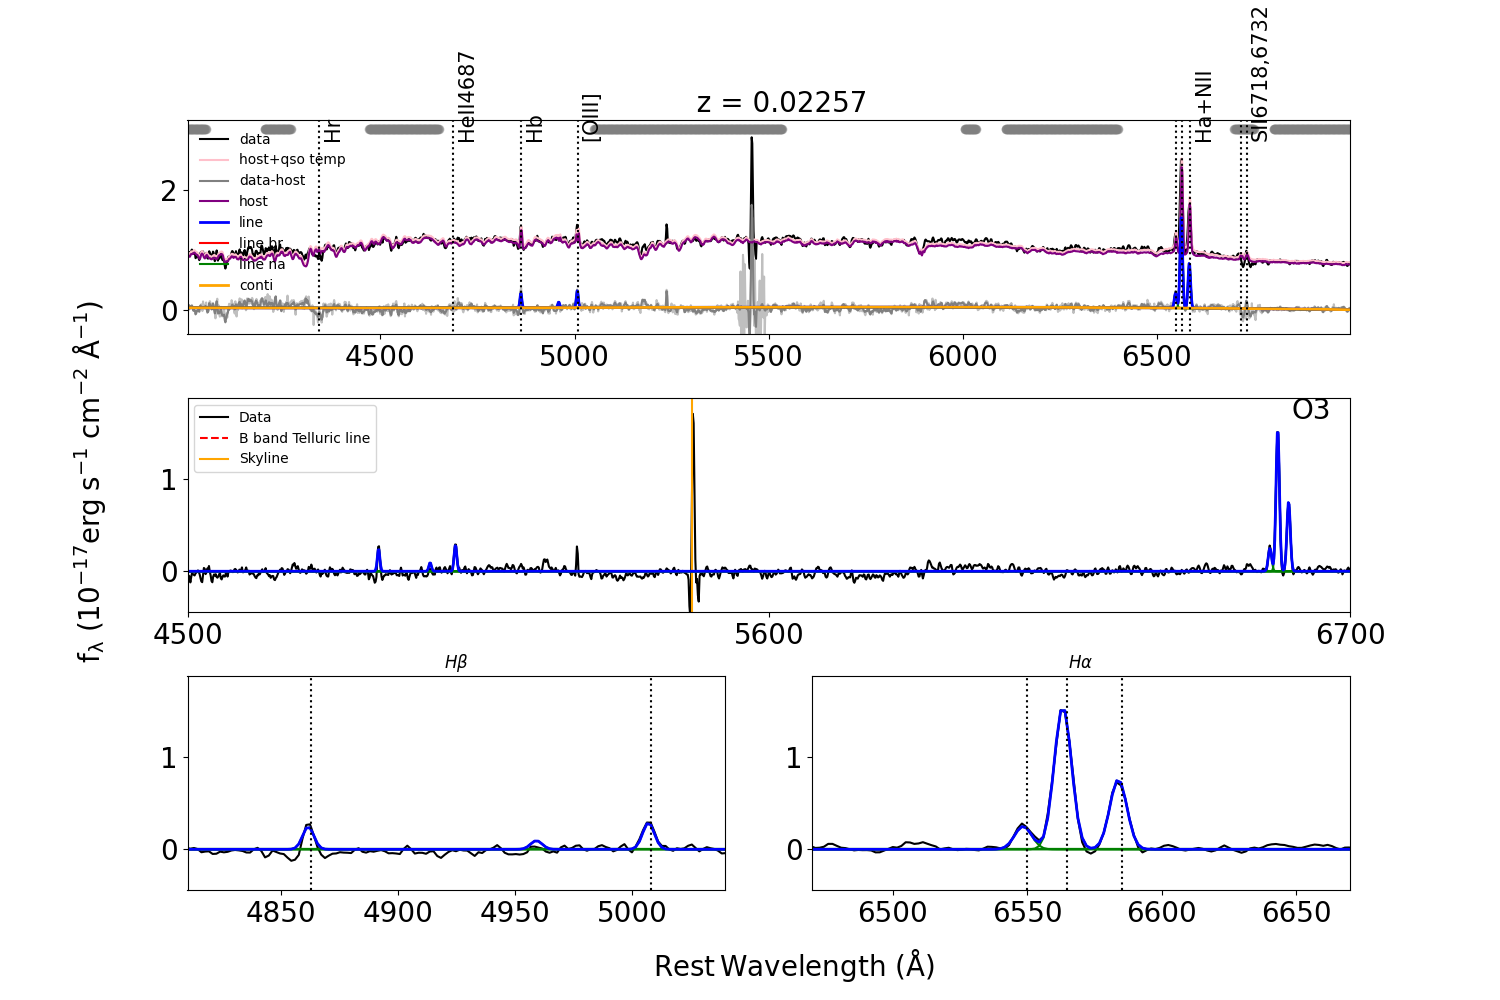 z = 0.02257
Hr
HeII4687
Hb
[OIII]
Ha+NII
SII6718,6732
data
host+qso temp
data-host
host
line
line br
line na
conti
2
0
4500 5000 5500 6000 6500
fλ (10⁻¹⁷erg s⁻¹ cm⁻² Å⁻¹)
Data
B band Telluric line
Skyline
O3
1
0
4500 5600 6700
Hβ
1
0
4850 4900 4950 5000
Hα
1
0
6500 6550 6600 6650
Rest Wavelength (Å)